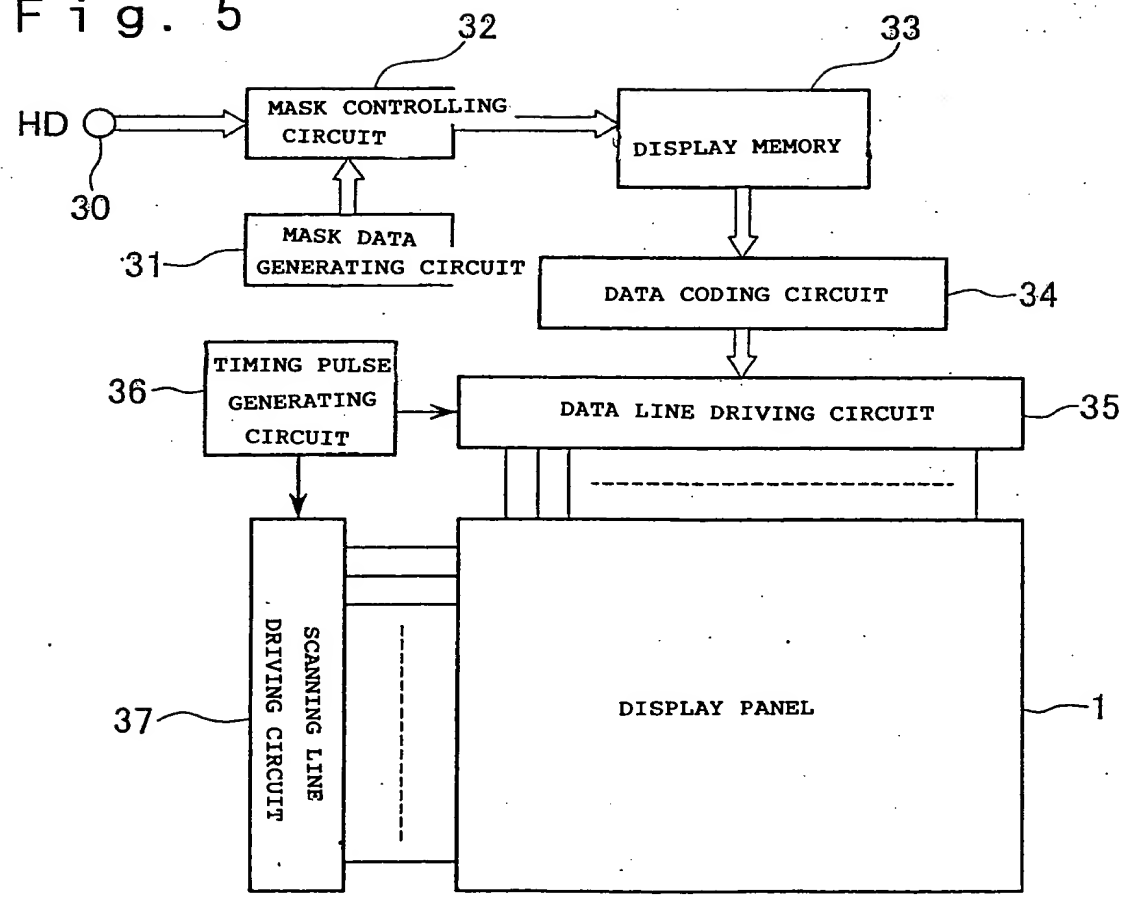 Fig. 5
32
33
HD
MASK CONTROLLING
CIRCUIT
DISPLAY MEMORY
30
31
MASK DATA
GENERATING CIRCUIT
DATA CODING CIRCUIT
34
36
TIMING PULSE
GENERATING
CIRCUIT
DATA LINE DRIVING CIRCUIT
35
37
SCANNING LINE
DRIVING CIRCUIT
DISPLAY PANEL
1